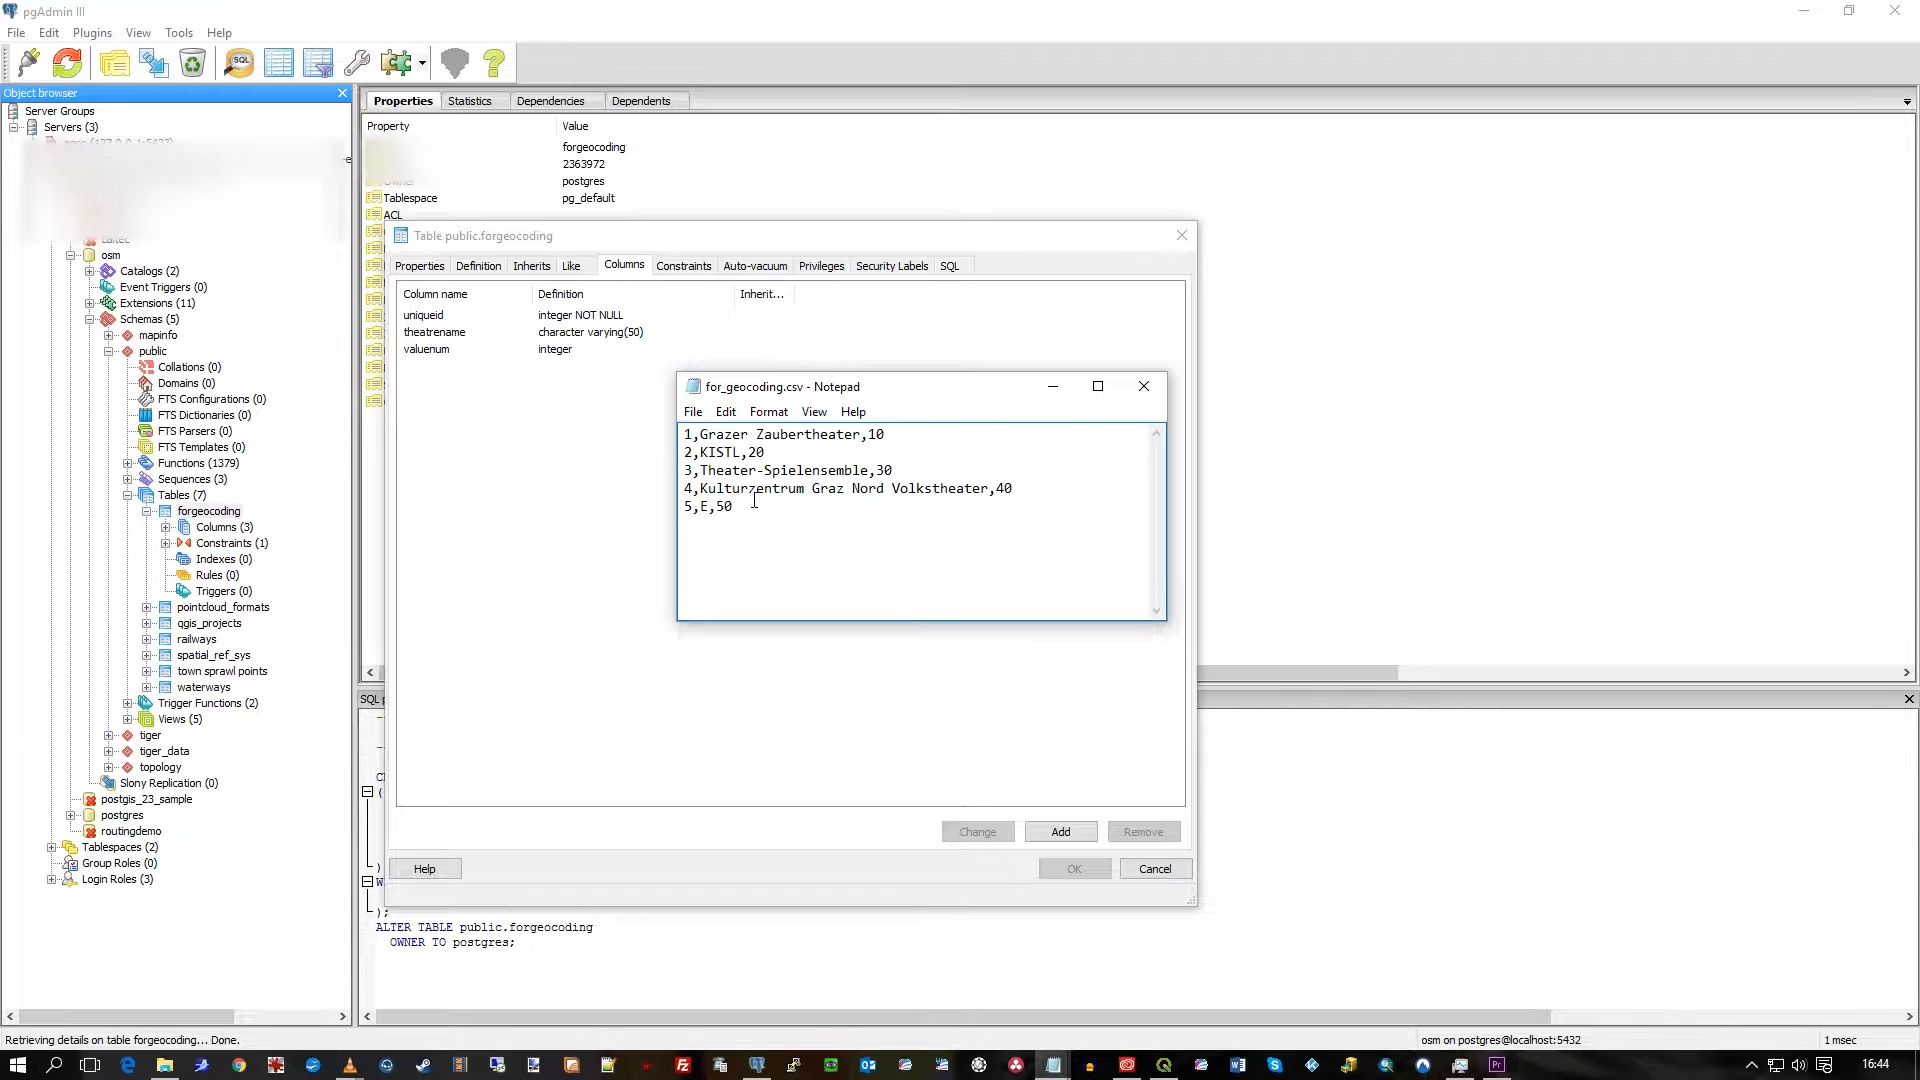 pgAdmin III
File Edit Plugins View Tools Help
SQL
Object browser
Server Groups
Servers (3)
osm
Catalogs (2)
Event Triggers (0)
Extensions (11)
Schemas (5)
mapinfo
public
Collations (0)
Domains (0)
FTS Configurations (0)
FTS Dictionaries (0)
FTS Parsers (0)
FTS Templates (0)
Functions (1379)
Sequences (3)
Tables (7)
forgeocoding
Columns (3)
Constraints (1)
Indexes (0)
Rules (0)
Triggers (0)
pointcloud_formats
qgis_projects
railways
spatial_ref_sys
town sprawl points
waterways
Trigger Functions (2)
Views (5)
tiger
tiger_data
topology
Slony Replication (0)
postgis_23_sample
postgres
routingdemo
Tablespaces (2)
Group Roles (0)
Login Roles (3)
Properties Statistics Dependencies Dependents
Property Value
forgeocoding
2363972
postgres
Tablespace pg_default
ACL
Table public.forgeocoding
Properties Definition Inherits Like Columns Constraints Auto-vacuum Privileges Security Labels SQL
Column name Definition Inherit...
uniqueid integer NOT NULL
theatrename character varying(50)
valuenum integer
for_geocoding.csv - Notepad
File Edit Format View Help
1,Grazer Zaubertheater,10
2,KISTL,20
3,Theater-Spielensemble,30
4,Kulturzentrum Graz Nord Volkstheater,40
5,E,50
Change Add Remove
Help OK Cancel
SQL
);
ALTER TABLE public.forgeocoding
OWNER TO postgres;
Retrieving details on table forgeocoding... Done.
osm on postgres@localhost:5432
1 msec
16:44